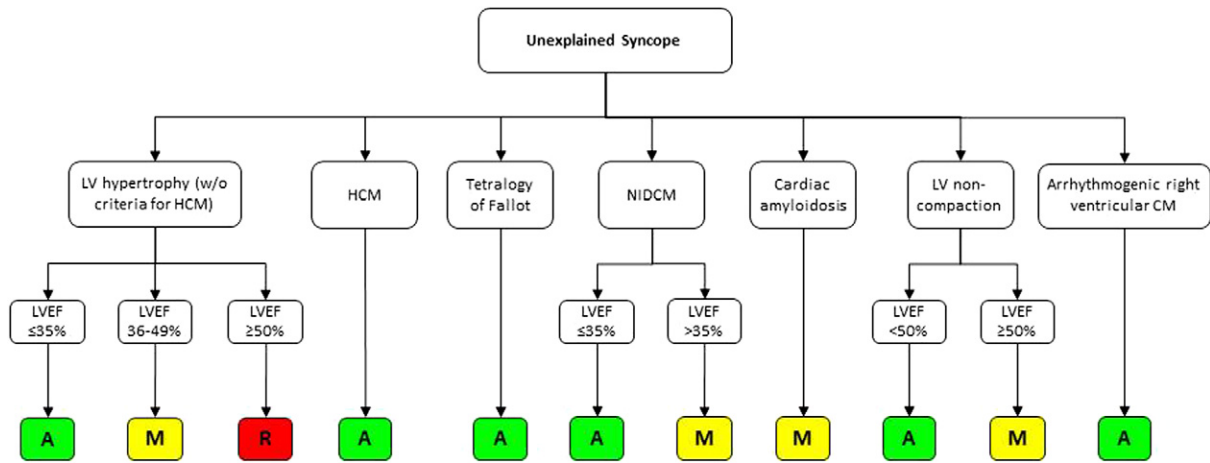 Unexplained Syncope
LV hypertrophy (w/o
criteria for HCM)
HCM
Tetralogy
of Fallot
NIDCM
Cardiac
amyloidosis
LV non-
compaction
Arrhythmogenic right
ventricular CM
LVEF
≤35%
LVEF
36-49%
LVEF
≥50%
LVEF
≤35%
LVEF
>35%
LVEF
<50%
LVEF
≥50%
A
M
R
A
A
A
M
M
A
M
A